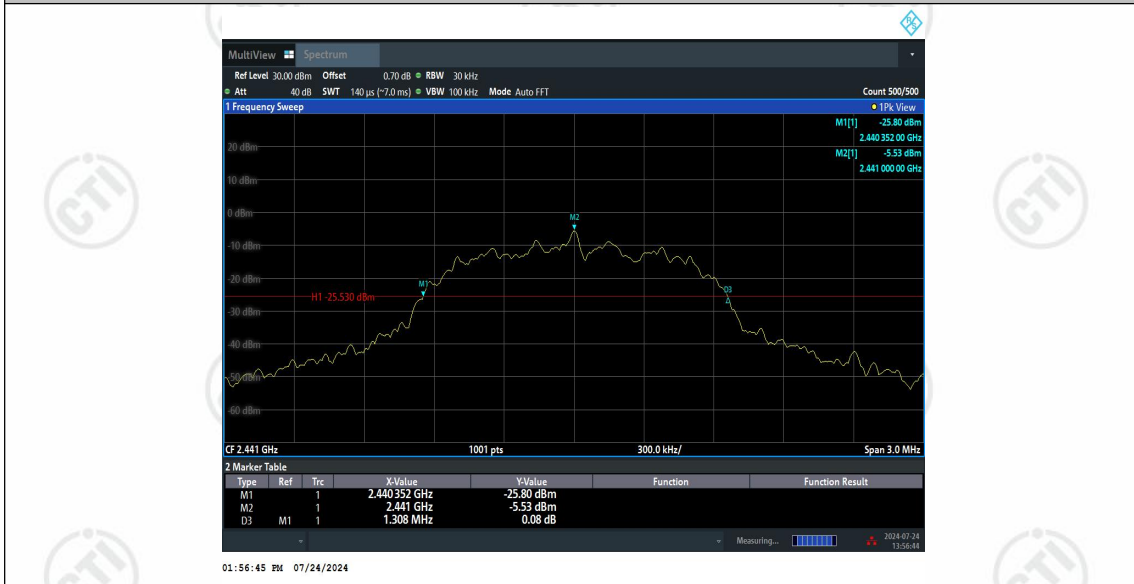 MultiView Spectrum
Ref Level 30.00 dBm Offset 0.70 dB RBW 30 kHz
Att 40 dB SWT 140 µs (~7.0 ms) VBW 100 kHz Mode Auto FFT Count 500/500
1 Frequency Sweep 1Pk View
M1[1] -25.80 dBm
2.440 352 00 GHz
20 dBm
M2[1] -5.53 dBm
2.441 000 00 GHz
10 dBm
0 dBm
M2
-10 dBm
-20 dBm
M1
D3
H1 -25.530 dBm
-30 dBm
-40 dBm
-50 dBm
-60 dBm
CF 2.441 GHz 1001 pts 300.0 kHz/ Span 3.0 MHz
2 Marker Table
Type Ref Trc X-Value Y-Value Function Function Result
M1 1 2.440 352 GHz -25.80 dBm
M2 1 2.441 GHz -5.53 dBm
D3 M1 1 1.308 MHz 0.08 dB
Measuring... 2024-07-24
13:56:44
01:56:45 PM 07/24/2024
CTI
CTI
CTI
CTI